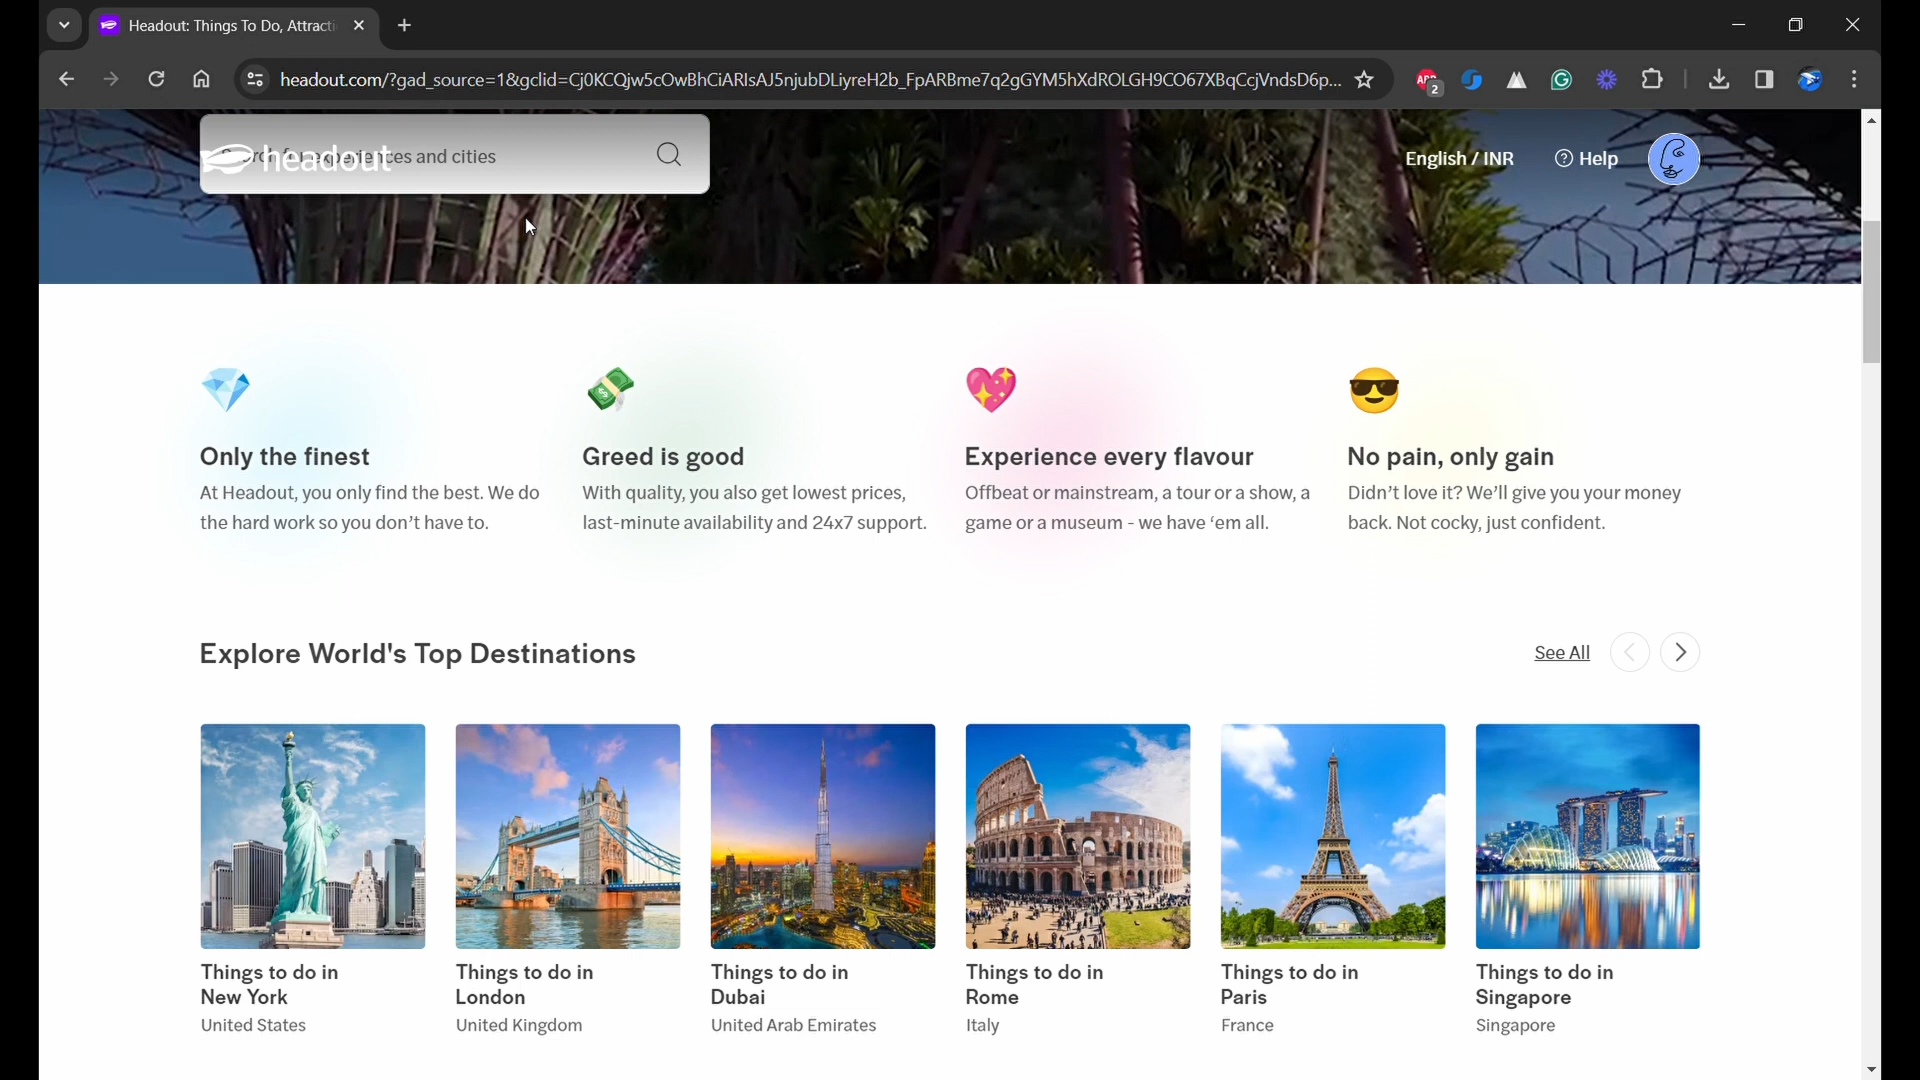 Headout: Things To Do, Attracti
headout.com/?gad_source=1&gclid=Cj0KCQjw5cOwBhCiARIsAJ5njubDLiyreH2b_FpARBme7q2gGYM5hXdROLGH9CO67XBqCcjVndsD6p...
ABP
2
headout
experiences and cities
English / INR
Help
Only the finest
Greed is good
Experience every flavour
No pain, only gain
At Headout, you only find the best. We do
the hard work so you don’t have to.
With quality, you also get lowest prices,
last-minute availability and 24x7 support.
Offbeat or mainstream, a tour or a show, a
game or a museum - we have ‘em all.
Didn’t love it? We’ll give you your money
back. Not cocky, just confident.
Explore World's Top Destinations
See All
Things to do in
New York
United States
Things to do in
London
United Kingdom
Things to do in
Dubai
United Arab Emirates
Things to do in
Rome
Italy
Things to do in
Paris
France
Things to do in
Singapore
Singapore